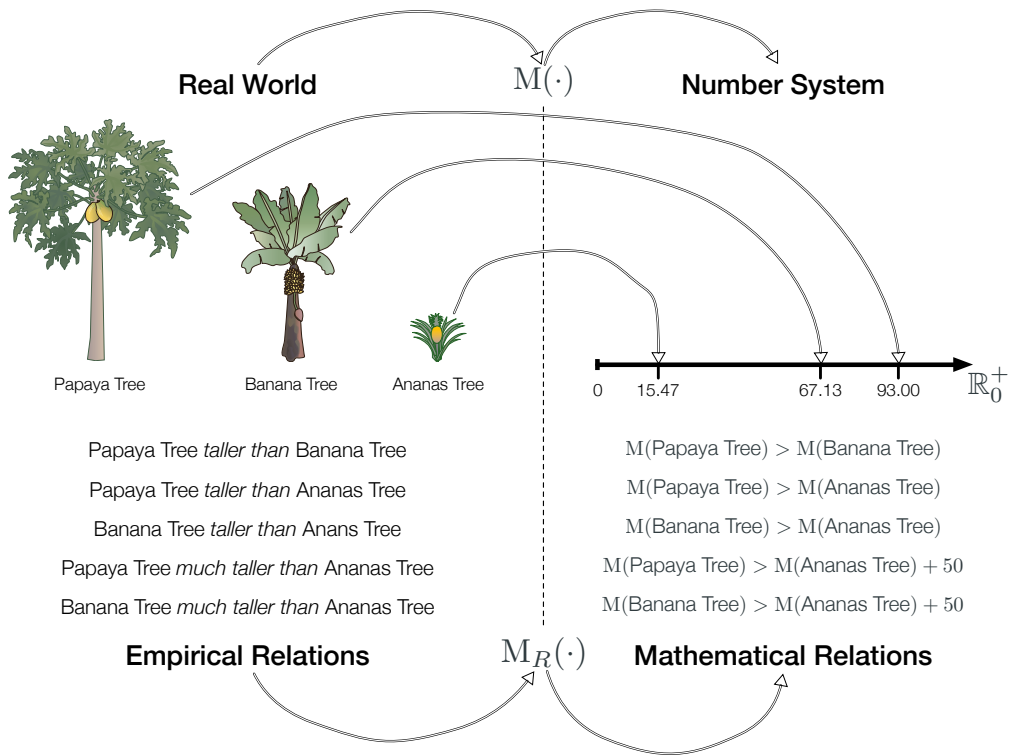 Real World
M(·)
Number System
Papaya Tree
Banana Tree
Ananas Tree
0
15.47
67.13
93.00
ℝ₀⁺
Papaya Tree taller than Banana Tree
Papaya Tree taller than Ananas Tree
Banana Tree taller than Anans Tree
Papaya Tree much taller than Ananas Tree
Banana Tree much taller than Ananas Tree
M(Papaya Tree) > M(Banana Tree)
M(Papaya Tree) > M(Ananas Tree)
M(Banana Tree) > M(Ananas Tree)
M(Papaya Tree) > M(Ananas Tree) + 50
M(Banana Tree) > M(Ananas Tree) + 50
Empirical Relations
M_R(·)
Mathematical Relations